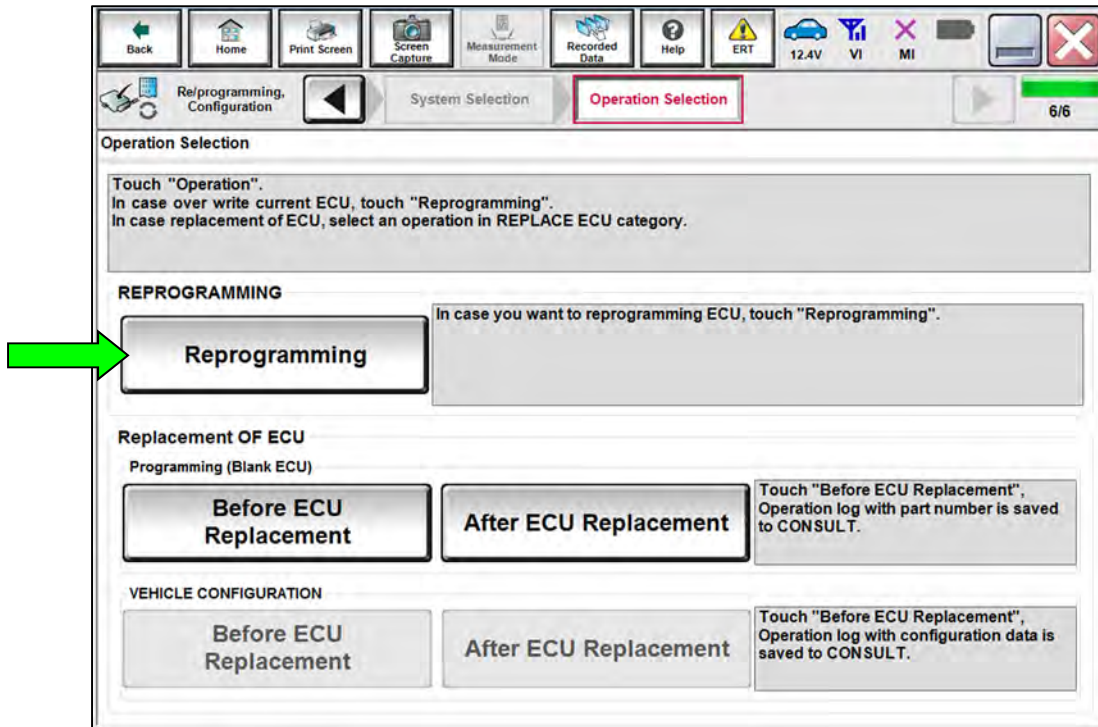 Back
Home
Print Screen
Screen
Capture
Measurement
Mode
Recorded
Data
Help
ERT
12.4V
VI
MI
Re/programming,
Configuration
System Selection
Operation Selection
6/6
Operation Selection
Touch "Operation".
In case over write current ECU, touch "Reprogramming".
In case replacement of ECU, select an operation in REPLACE ECU category.
REPROGRAMMING
Reprogramming
In case you want to reprogramming ECU, touch "Reprogramming".
Replacement OF ECU
Programming (Blank ECU)
Before ECU
Replacement
After ECU Replacement
Touch "Before ECU Replacement",
Operation log with part number is saved
to CONSULT.
VEHICLE CONFIGURATION
Before ECU
Replacement
After ECU Replacement
Touch "Before ECU Replacement",
Operation log with configuration data is
saved to CONSULT.